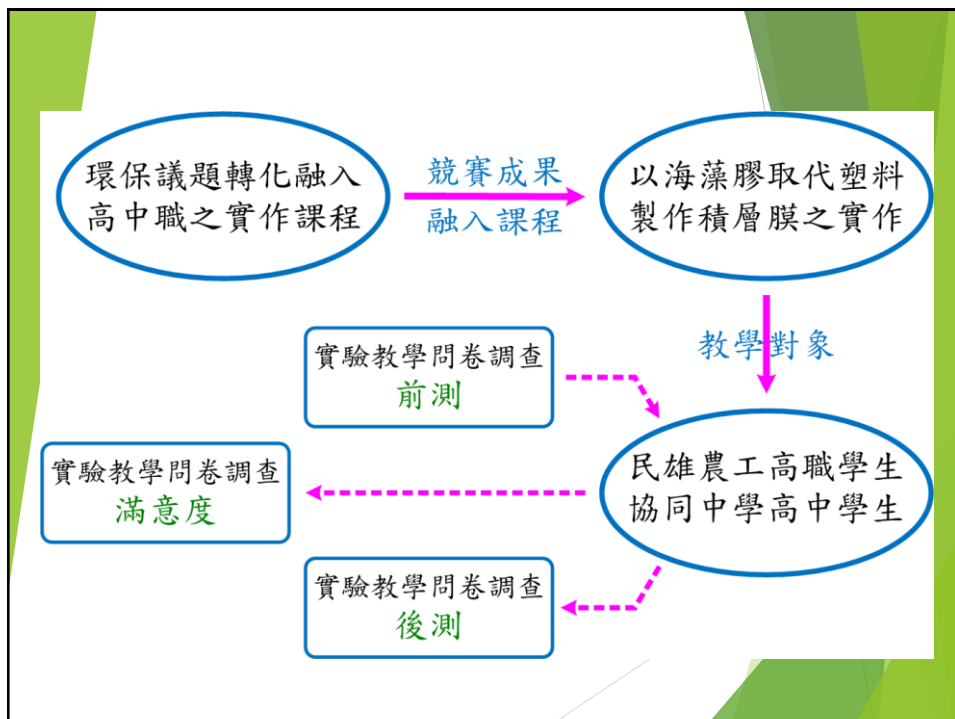 環保議題轉化融入
高中職之實作課程
競賽成果
融入課程
以海藻膠取代塑料
製作積層膜之實作
教學對象
實驗教學問卷調查
前測
民雄農工高職學生
協同中學高中學生
實驗教學問卷調查
滿意度
實驗教學問卷調查
後測